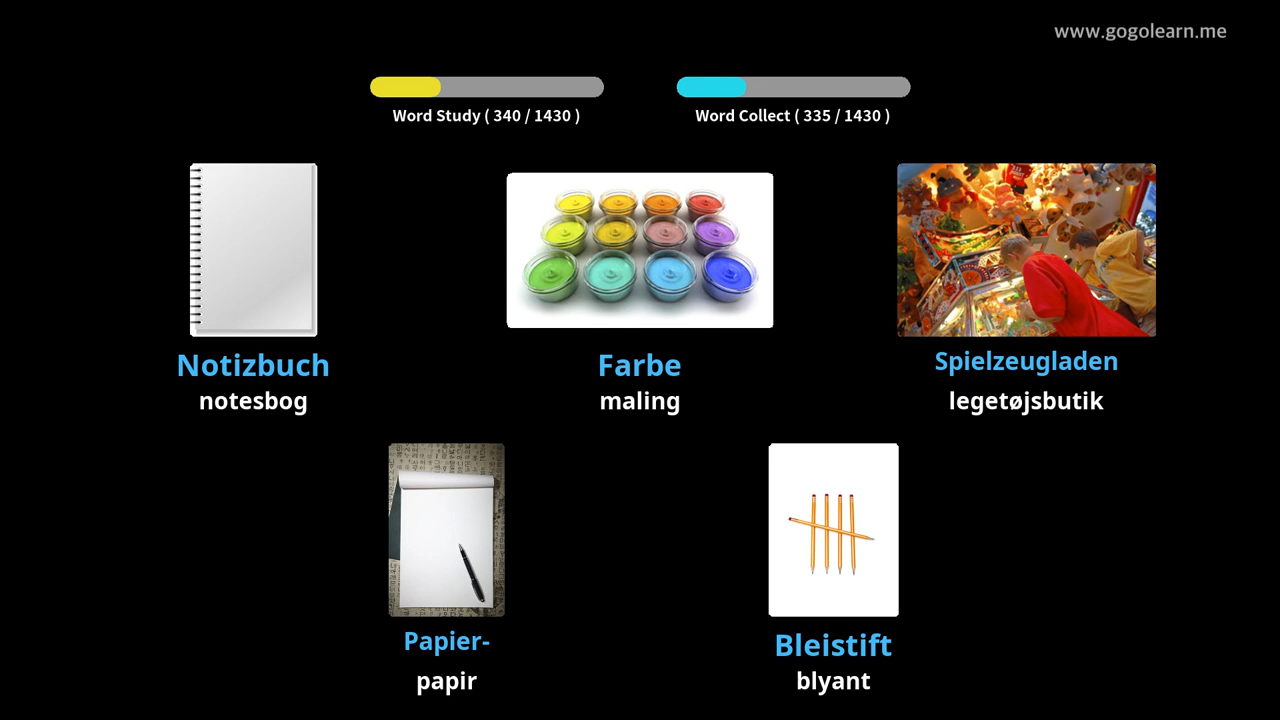 www.gogolearn.me
Word Study ( 340 / 1430 )
Word Collect ( 335 / 1430 )
Notizbuch
notesbog
Farbe
maling
Spielzeugladen
legetøjsbutik
Papier-
papir
Bleistift
blyant